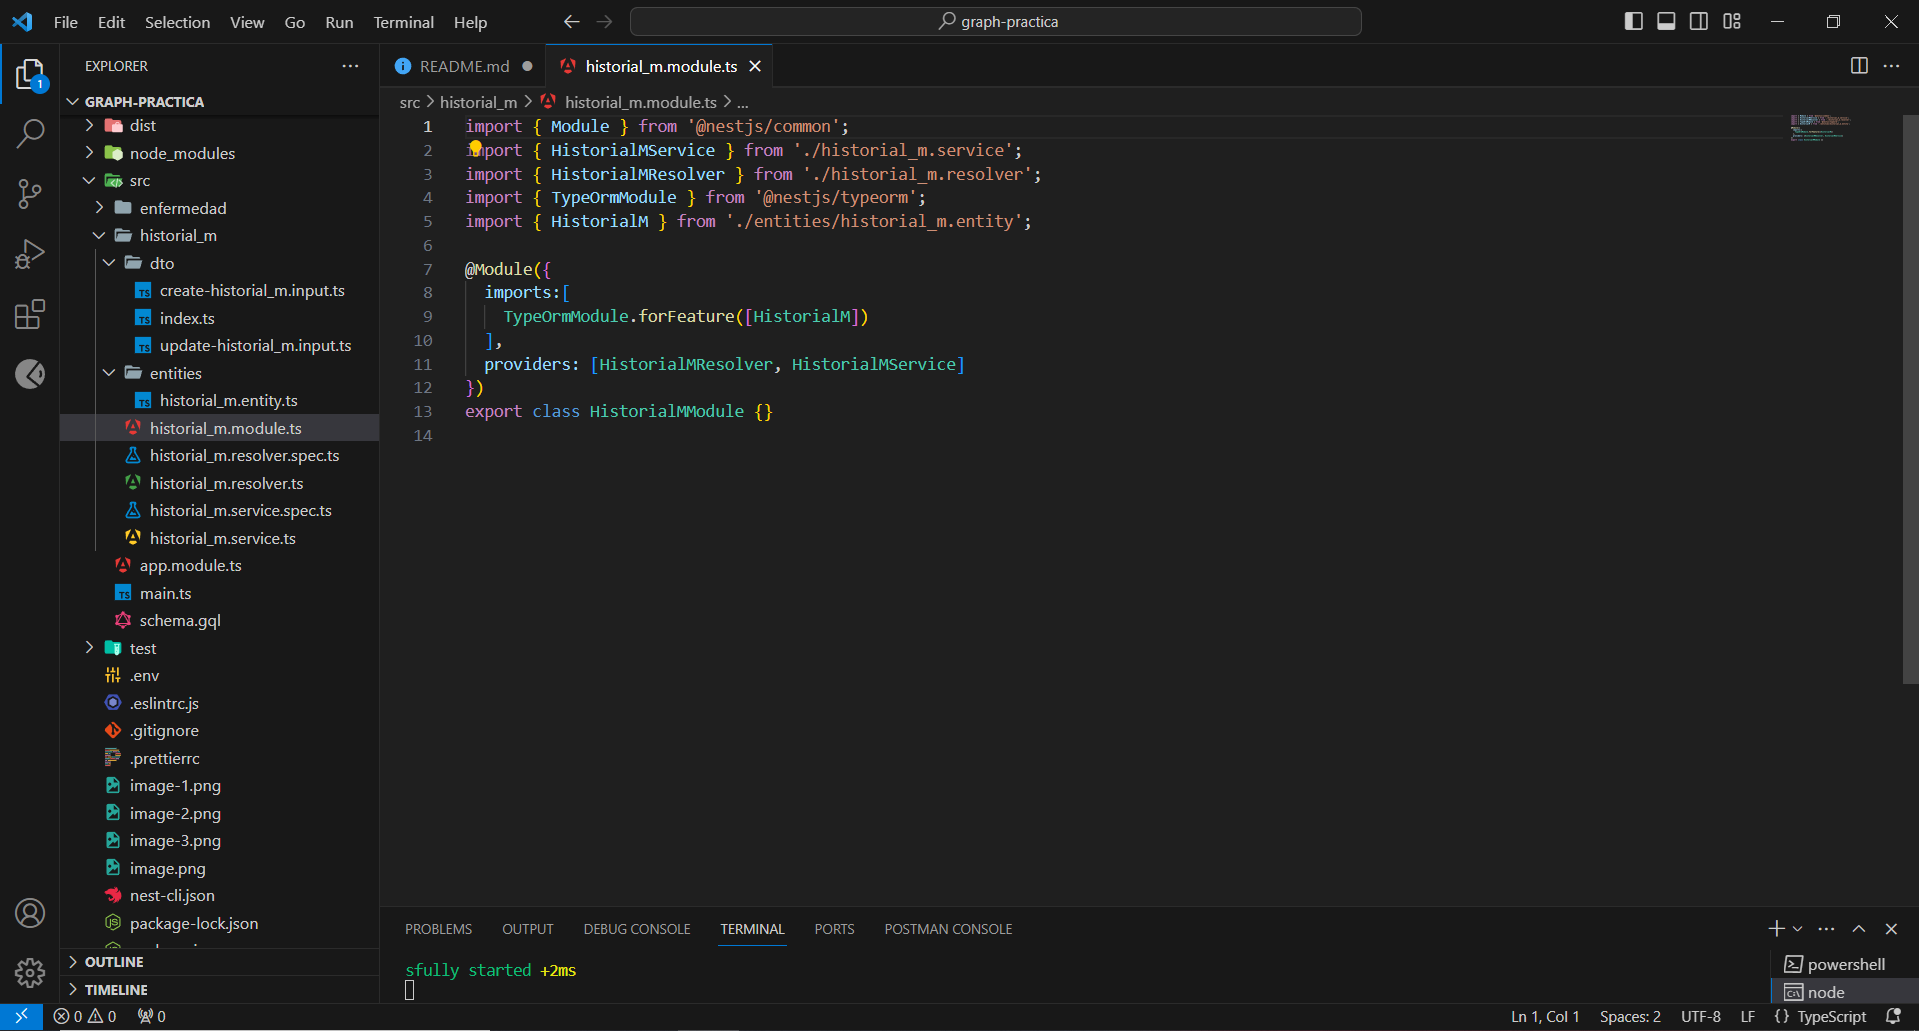 File Edit Selection View Go Run Terminal Help
graph-practica
EXPLORER
1
GRAPH-PRACTICA
dist
node_modules
src
enfermedad
historial_m
dto
create-historial_m.input.ts
index.ts
update-historial_m.input.ts
entities
historial_m.entity.ts
historial_m.module.ts
historial_m.resolver.spec.ts
historial_m.resolver.ts
historial_m.service.spec.ts
historial_m.service.ts
app.module.ts
main.ts
schema.gql
test
.env
.eslintrc.js
.gitignore
.prettierrc
image-1.png
image-2.png
image-3.png
image.png
nest-cli.json
package-lock.json
OUTLINE
TIMELINE
README.md historial_m.module.ts
src > historial_m > historial_m.module.ts > ...
1 import { Module } from '@nestjs/common';
2 import { HistorialMService } from './historial_m.service';
3 import { HistorialMResolver } from './historial_m.resolver';
4 import { TypeOrmModule } from '@nestjs/typeorm';
5 import { HistorialM } from './entities/historial_m.entity';
6
7 @Module({
8 imports:[
9 TypeOrmModule.forFeature([HistorialM])
10 ],
11 providers: [HistorialMResolver, HistorialMService]
12 })
13 export class HistorialMModule {}
14
PROBLEMS OUTPUT DEBUG CONSOLE TERMINAL PORTS POSTMAN CONSOLE
sfully started +2ms
powershell
node
0 0 0
Ln 1, Col 1 Spaces: 2 UTF-8 LF {} TypeScript